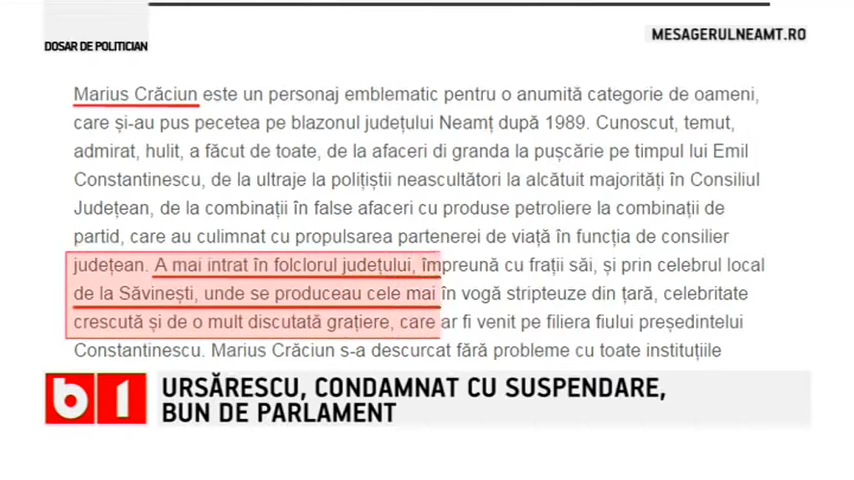 DOSAR DE POLITICIAN
MESAGERULNEAMT.RO
Marius Crăciun este un personaj emblematic pentru o anumită categorie de oameni,
care și-au pus pecetea pe blazonul județului Neamț după 1989. Cunoscut, temut,
admirat, hulit, a făcut de toate, de la afaceri di granda la pușcărie pe timpul lui Emil
Constantinescu, de la ultraje la polițiștii neascultători la alcătuit majorități în Consiliul
Județean, de la combinații în false afaceri cu produse petroliere la combinații de
partid, care au culminat cu propulsarea partenerei de viață în funcția de consilier
județean. A mai intrat în folclorul județului, împreună cu frații săi, și prin celebrul local
de la Săvinești, unde se produceau cele mai în vogă stripteuze din țară, celebritate
crescută și de o mult discutată grațiere, care ar fi venit pe filiera fiului președintelui
Constantinescu. Marius Crăciun s-a descurcat fără probleme cu toate instituțiile
b1
URSĂRESCU, CONDAMNAT CU SUSPENDARE,
BUN DE PARLAMENT